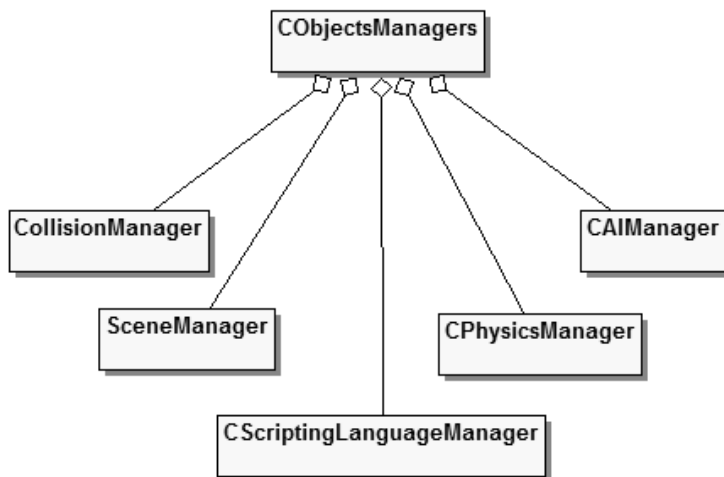 CObjectsManagers
CollisionManager
CAIManager
SceneManager
CPhysicsManager
CScriptingLanguageManager